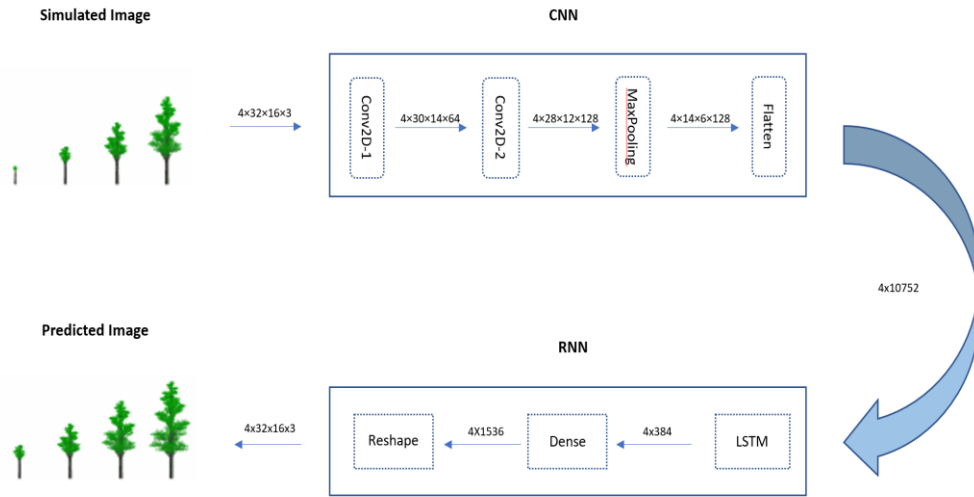 Simulated Image
CNN
4×32×16×3
Conv2D-1
4×30×14×64
Conv2D-2
4×28×12×128
MaxPooling
4×14×6×128
Flatten
4x10752
Predicted Image
RNN
4x32x16x3
Reshape
4X1536
Dense
4x384
LSTM